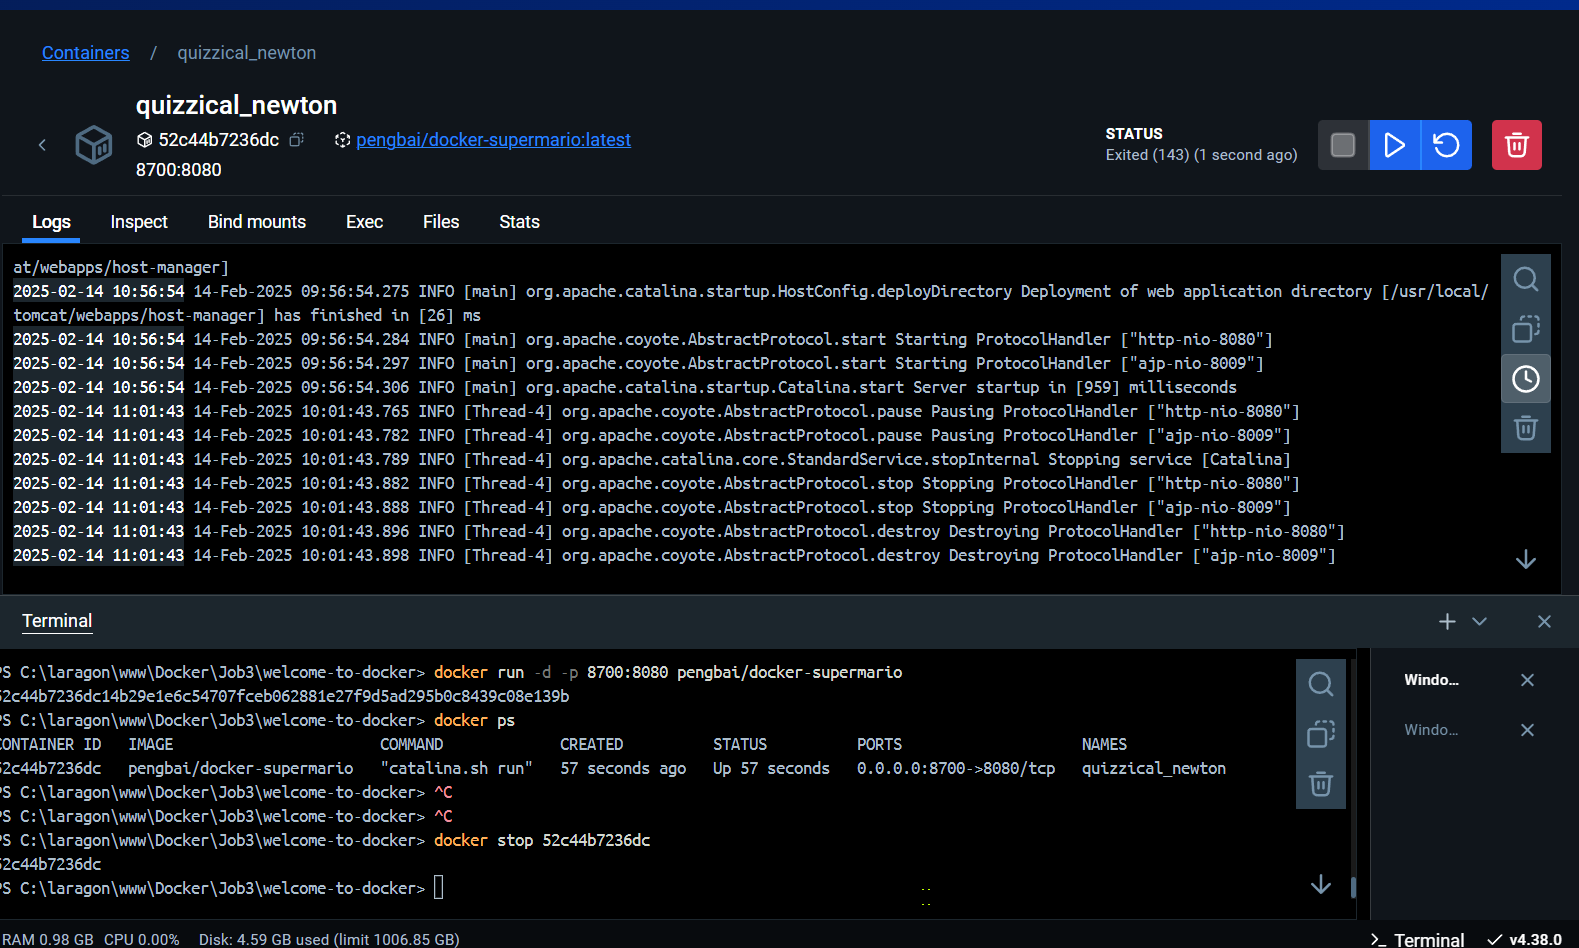 Containers / quizzical_newton
quizzical_newton
52c44b7236dc pengbai/docker-supermario:latest
8700:8080
STATUS
Exited (143) (1 second ago)
Logs Inspect Bind mounts Exec Files Stats
at/webapps/host-manager]
2025-02-14 10:56:54 14-Feb-2025 09:56:54.275 INFO [main] org.apache.catalina.startup.HostConfig.deployDirectory Deployment of web application directory [/usr/local/
tomcat/webapps/host-manager] has finished in [26] ms
2025-02-14 10:56:54 14-Feb-2025 09:56:54.284 INFO [main] org.apache.coyote.AbstractProtocol.start Starting ProtocolHandler ["http-nio-8080"]
2025-02-14 10:56:54 14-Feb-2025 09:56:54.297 INFO [main] org.apache.coyote.AbstractProtocol.start Starting ProtocolHandler ["ajp-nio-8009"]
2025-02-14 10:56:54 14-Feb-2025 09:56:54.306 INFO [main] org.apache.catalina.startup.Catalina.start Server startup in [959] milliseconds
2025-02-14 11:01:43 14-Feb-2025 10:01:43.765 INFO [Thread-4] org.apache.coyote.AbstractProtocol.pause Pausing ProtocolHandler ["http-nio-8080"]
2025-02-14 11:01:43 14-Feb-2025 10:01:43.782 INFO [Thread-4] org.apache.coyote.AbstractProtocol.pause Pausing ProtocolHandler ["ajp-nio-8009"]
2025-02-14 11:01:43 14-Feb-2025 10:01:43.789 INFO [Thread-4] org.apache.catalina.core.StandardService.stopInternal Stopping service [Catalina]
2025-02-14 11:01:43 14-Feb-2025 10:01:43.882 INFO [Thread-4] org.apache.coyote.AbstractProtocol.stop Stopping ProtocolHandler ["http-nio-8080"]
2025-02-14 11:01:43 14-Feb-2025 10:01:43.888 INFO [Thread-4] org.apache.coyote.AbstractProtocol.stop Stopping ProtocolHandler ["ajp-nio-8009"]
2025-02-14 11:01:43 14-Feb-2025 10:01:43.896 INFO [Thread-4] org.apache.coyote.AbstractProtocol.destroy Destroying ProtocolHandler ["http-nio-8080"]
2025-02-14 11:01:43 14-Feb-2025 10:01:43.898 INFO [Thread-4] org.apache.coyote.AbstractProtocol.destroy Destroying ProtocolHandler ["ajp-nio-8009"]
Terminal
PS C:\laragon\www\Docker\Job3\welcome-to-docker> docker run -d -p 8700:8080 pengbai/docker-supermario
52c44b7236dc14b29e1e6c54707fceb062881e27f9d5ad295b0c8439c08e139b
PS C:\laragon\www\Docker\Job3\welcome-to-docker> docker ps
CONTAINER ID IMAGE COMMAND CREATED STATUS PORTS NAMES
52c44b7236dc pengbai/docker-supermario "catalina.sh run" 57 seconds ago Up 57 seconds 0.0.0.0:8700->8080/tcp quizzical_newton
PS C:\laragon\www\Docker\Job3\welcome-to-docker> ^C
PS C:\laragon\www\Docker\Job3\welcome-to-docker> ^C
PS C:\laragon\www\Docker\Job3\welcome-to-docker> docker stop 52c44b7236dc
52c44b7236dc
PS C:\laragon\www\Docker\Job3\welcome-to-docker>
Windo...
Windo...
RAM 0.98 GB CPU 0.00% Disk: 4.59 GB used (limit 1006.85 GB)
>_ Terminal v4.38.0